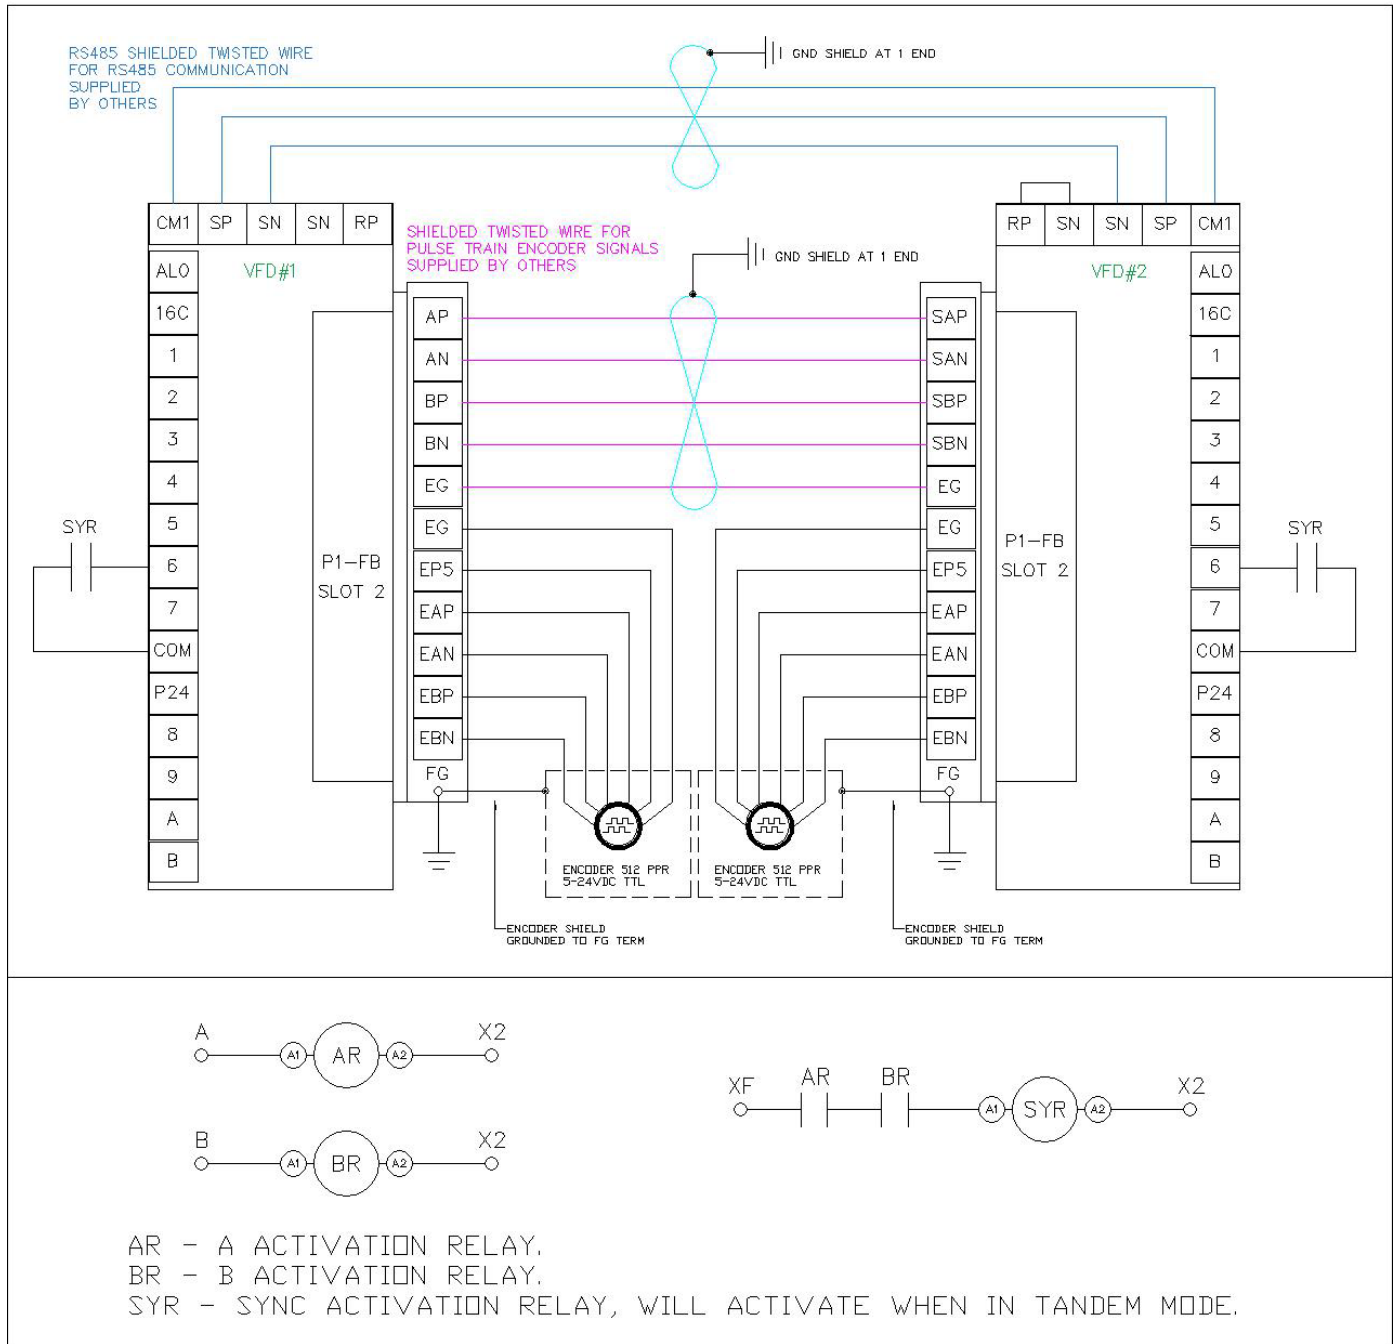 RS485 SHIELDED TWISTED WIRE
FOR RS485 COMMUNICATION
SUPPLIED
BY OTHERS
GND SHIELD AT 1 END
CM1 SP SN SN RP
RP SN SN SP CM1
SHIELDED TWISTED WIRE FOR
PULSE TRAIN ENCODER SIGNALS
SUPPLIED BY OTHERS
GND SHIELD AT 1 END
VFD#1
VFD#2
ALO
16C
1
2
3
4
5
6
7
COM
P24
8
9
A
B
SYR
P1-FB
SLOT 2
AP
AN
BP
BN
EG
EG
EP5
EAP
EAN
EBP
EBN
FG
SAP
SAN
SBP
SBN
EG
EG
EP5
EAP
EAN
EBP
EBN
FG
P1-FB
SLOT 2
ALO
16C
1
2
3
4
5
6
7
COM
P24
8
9
A
B
SYR
ENCODER 512 PPR
5-24VDC TTL
ENCODER 512 PPR
5-24VDC TTL
ENCODER SHIELD
GROUNDED TO FG TERM
ENCODER SHIELD
GROUNDED TO FG TERM
A A1 AR A2 X2
B A1 BR A2 X2
XF AR BR A1 SYR A2 X2
AR - A ACTIVATION RELAY.
BR - B ACTIVATION RELAY.
SYR - SYNC ACTIVATION RELAY, WILL ACTIVATE WHEN IN TANDEM MODE.